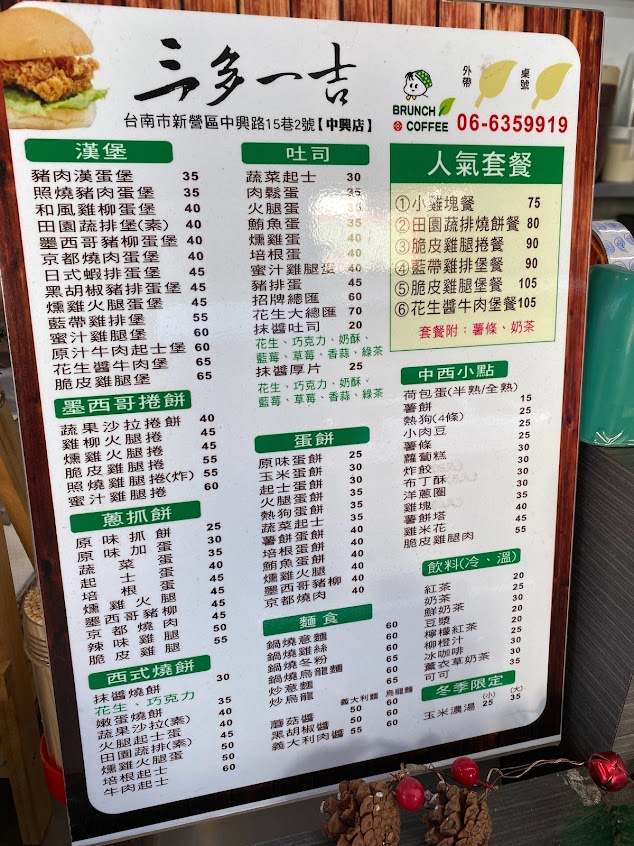 三多一吉
台南市新營區中興路15巷2號【中興店】
BRUNCH
COFFEE
外帶
桌號
06-6359919
漢堡
豬肉漢蛋堡 35
照燒豬肉蛋堡 35
和風雞柳蛋堡 40
田園蔬排堡(素) 40
墨西哥豬柳蛋堡 40
京都燒肉蛋堡 40
日式蝦排蛋堡 45
黑胡椒豬排蛋堡 45
燻雞火腿蛋堡 45
藍帶雞排堡 55
蜜汁雞腿堡 60
原汁牛肉起士堡 60
花生醬牛肉堡 65
脆皮雞腿堡 65
墨西哥捲餅
蔬果沙拉捲餅 40
雞柳火腿捲 45
燻雞火腿捲 45
脆皮雞腿捲 55
照燒雞腿捲(炸) 55
蜜汁雞腿捲 60
蔥抓餅
原味抓餅 25
原味加蛋 30
蔬菜蛋 35
起士蛋 35
培根蛋 40
燻雞火腿 45
墨西哥豬柳 45
京都燒肉 45
辣味雞腿 50
脆皮雞腿 55
西式燒餅
抹醬燒餅 30
花生、巧克力
嫩蛋燒餅 35
蔬果沙拉(素) 40
火腿起士蛋 45
田園蔬排(素) 50
燻雞火腿蛋 50
培根起士 50
牛肉起士 60
吐司
蔬菜起士 30
肉鬆蛋 35
火腿蛋 35
鮪魚蛋 40
燻雞蛋 40
培根蛋 40
蜜汁雞腿蛋 40
豬排蛋 45
招牌總匯 60
花生大總匯 70
抹醬吐司 20
花生、巧克力、奶酥、
藍莓、草莓、香蒜、綠茶
抹醬厚片 25
花生、巧克力、奶酥、
藍莓、草莓、香蒜、綠茶
蛋餅
原味蛋餅 25
玉米蛋餅 30
起士蛋餅 30
火腿蛋餅 30
熱狗蛋餅 30
蔬菜起士 35
薯餅蛋餅 35
培根蛋餅 35
鮪魚蛋餅 35
燻雞火腿 35
墨西哥豬柳 40
京都燒肉 40
麵食
鍋燒意麵 60
鍋燒雞絲 60
鍋燒冬粉 60
鍋燒烏龍麵 60
炒意麵 60
炒烏龍 65
義大利麵 烏龍麵
蘑菇醬 50 60
黑胡椒醬 50 60
義大利肉醬 55 60
人氣套餐
①小雞塊餐 75
②田園蔬排燒餅餐 80
③脆皮雞腿捲餐 90
④藍帶雞排堡餐 90
⑤脆皮雞腿堡餐 105
⑥花生醬牛肉堡餐 105
套餐附：薯條、奶茶
中西小點
荷包蛋(半熟/全熟) 15
薯餅 20
熱狗(4條) 25
小肉豆 30
薯條 30
蘿蔔糕 30
炸餃 35
布丁酥 35
洋蔥圈 35
雞塊 40
薯餅塔 40
雞米花 45
脆皮雞腿肉 55
飲料(冷、溫)
紅茶 20
奶茶 20
鮮奶茶 30
豆漿 20
檸檬紅茶 30
柳橙汁 30
冰咖啡 30
薰衣草奶茶 35
可可 35
冬季限定
(小) (大)
玉米濃湯 25 35